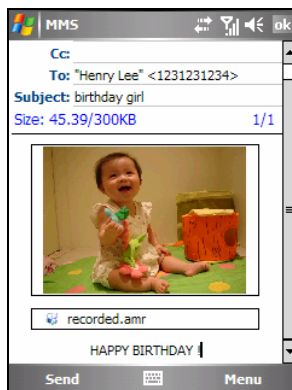 MMS
ok
Cc:
To: "Henry Lee" <1231231234>
Subject: birthday girl
Size: 45.39/300KB 1/1
recorded.amr
HAPPY BIRTHDAY !
Send Menu